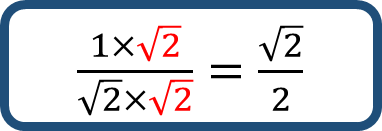 1×√2 / √2×√2 = √2 / 2